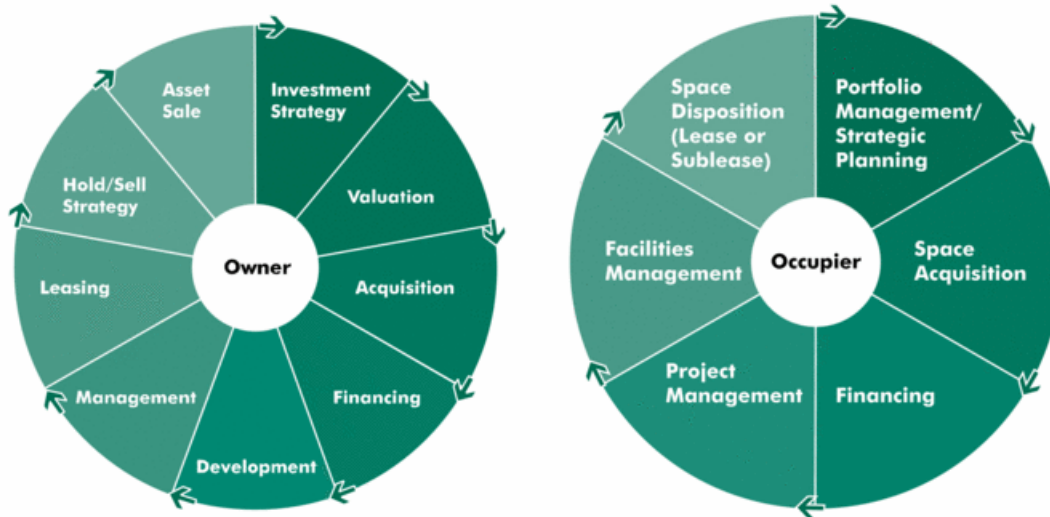 Asset
Sale
Investment
Strategy
Valuation
Acquisition
Financing
Development
Management
Leasing
Hold/Sell
Strategy
Owner
Space
Disposition
(Lease or
Sublease)
Portfolio
Management/
Strategic
Planning
Space
Acquisition
Financing
Project
Management
Facilities
Management
Occupier